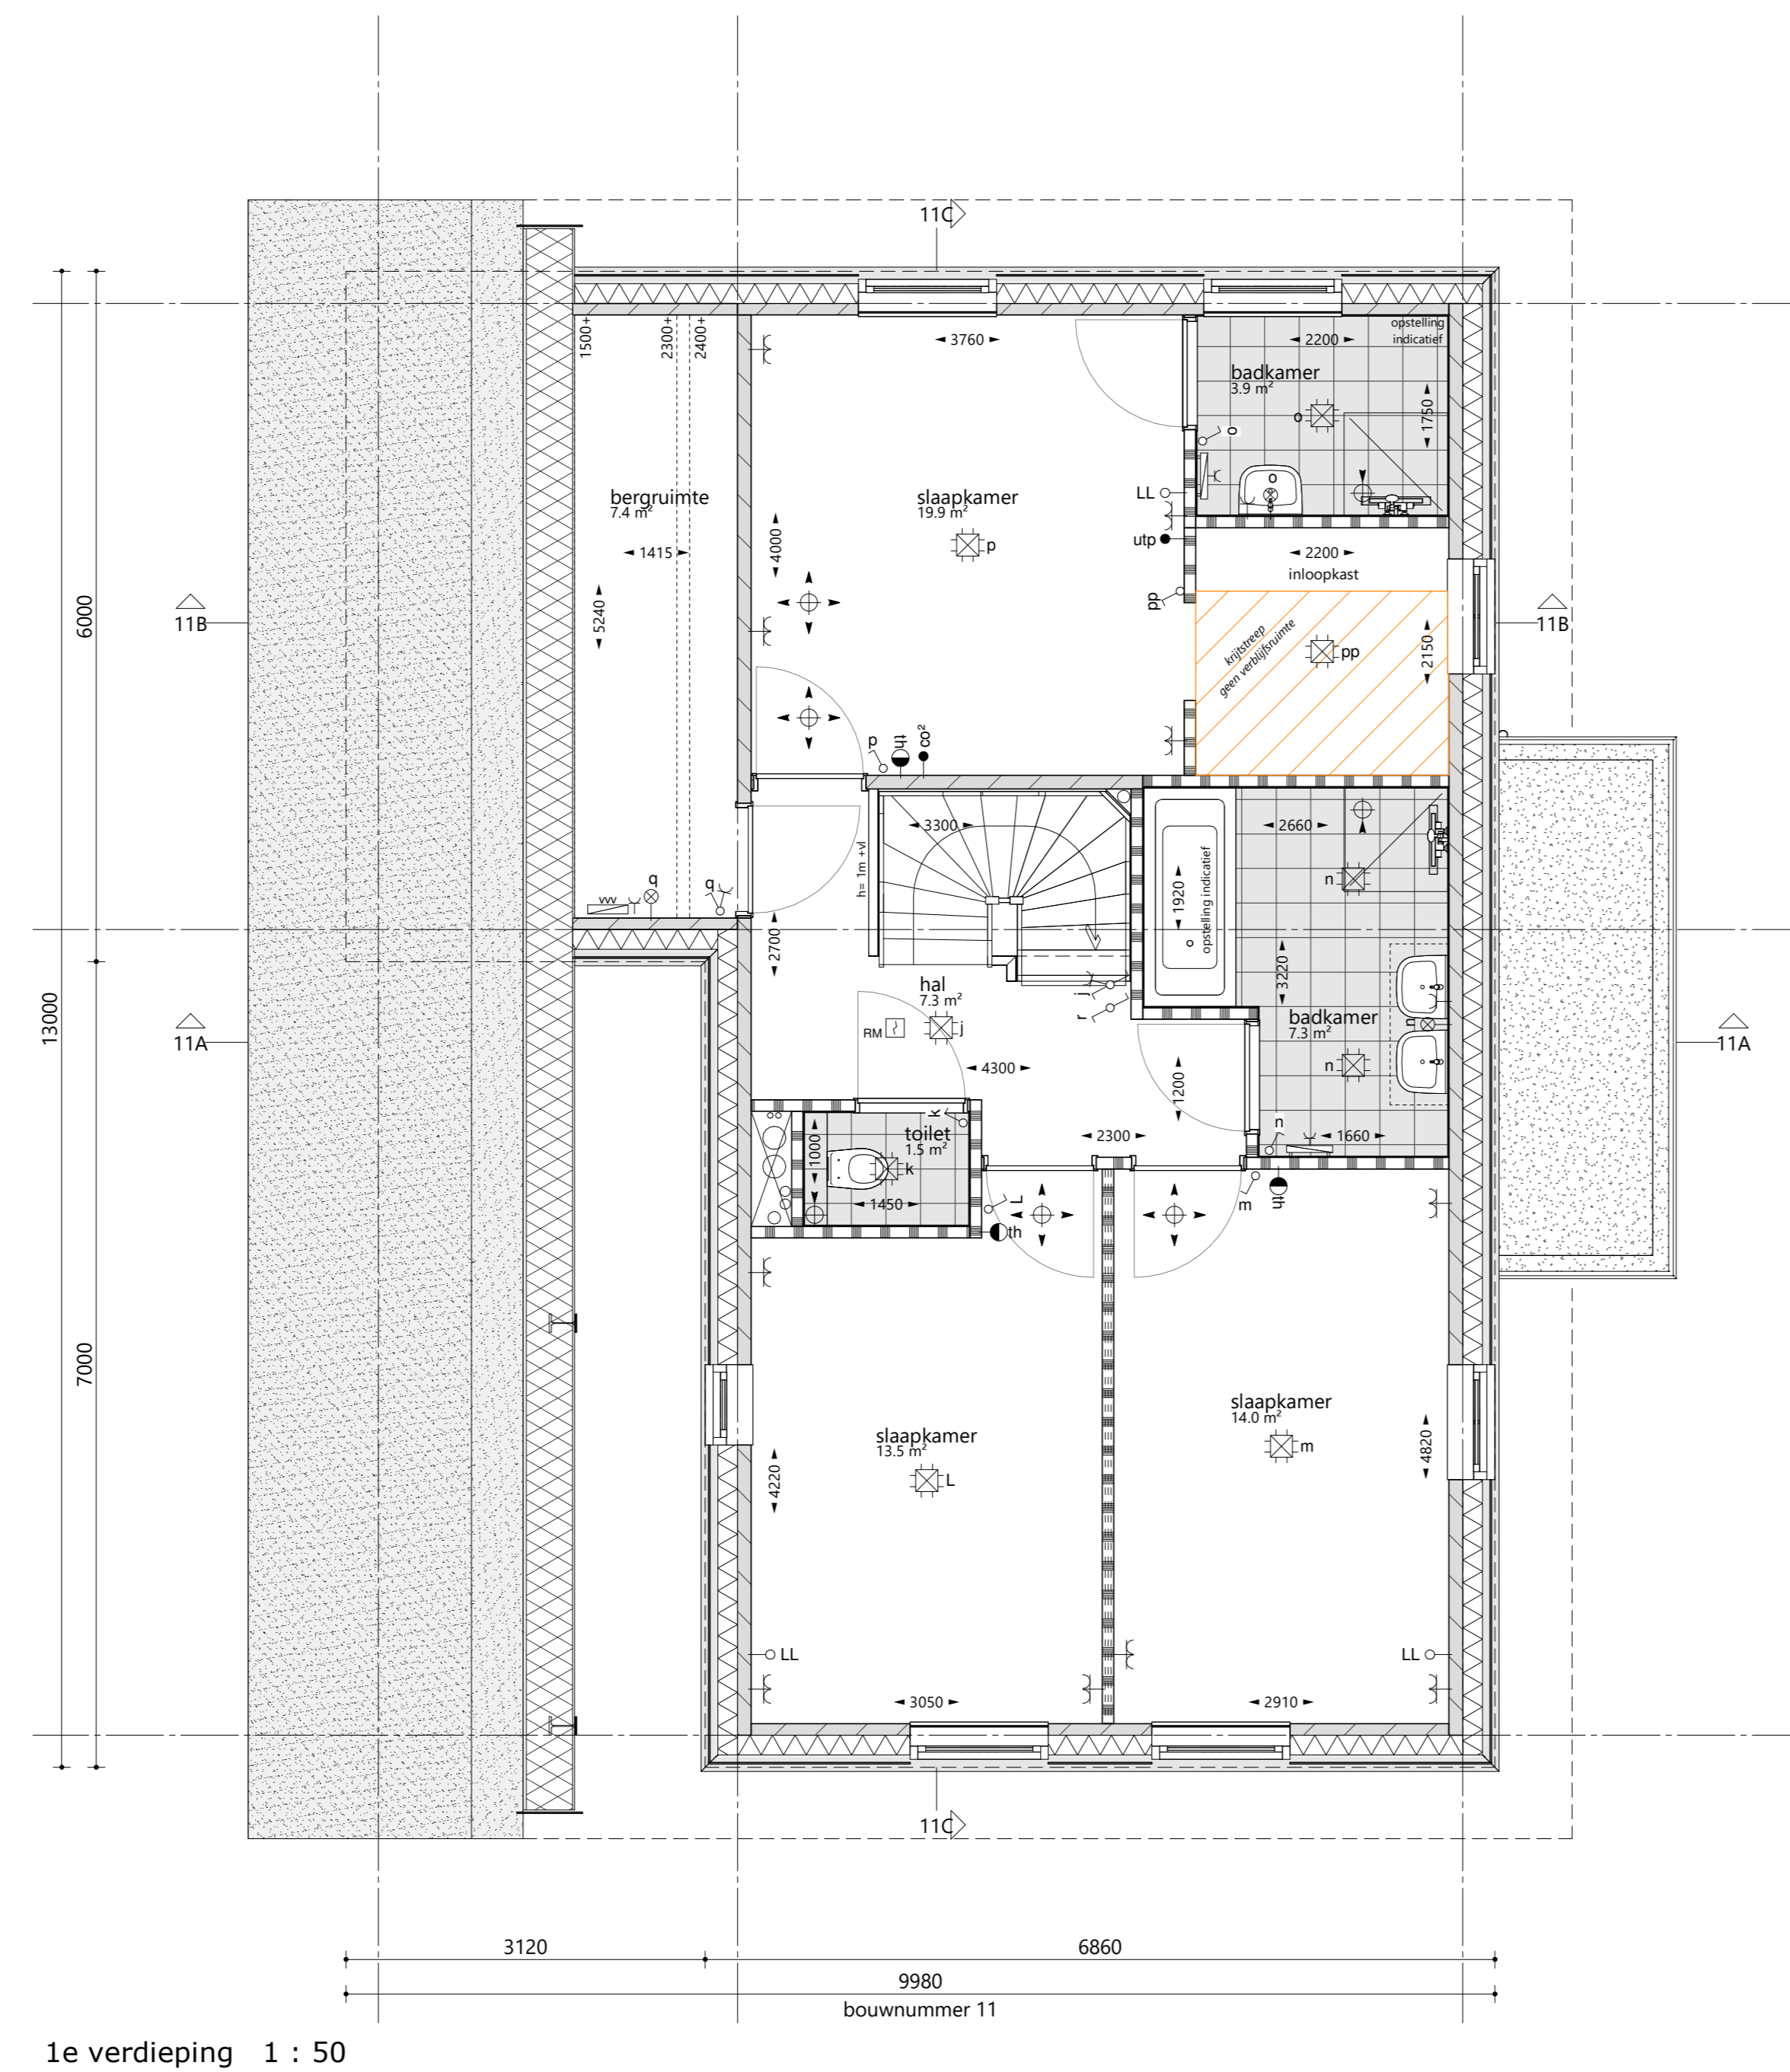 11C
1500+
2300+
2400+
3760
2200
opstelling
indicatief
badkamer
3.9 m²
1750
o
o
o
bergruimte
7.4 m²
slaapkamer
19.9 m²
LL
4000
p
utp
1415
2200
inloopkast
5240
pp
krijtstreep
geen verblijfsruimte
pp
2150
6000
11B
11B
p
th
co²
3300
2660
h= 1m +vl
1920
opstelling indicatief
n
q
q
2700
3220
hal
7.3 m²
j
r
badkamer
7.3 m²
n
13000
11A
RM
j
11A
4300
n
1200
k
toilet
1.5 m²
1000
k
2300
n
1660
1450
L
m
th
th
7000
slaapkamer
14.0 m²
m
slaapkamer
13.5 m²
L
4220
4820
LL
LL
3050
2910
11C
3120
6860
9980
bouwnummer 11
1e verdieping 1 : 50